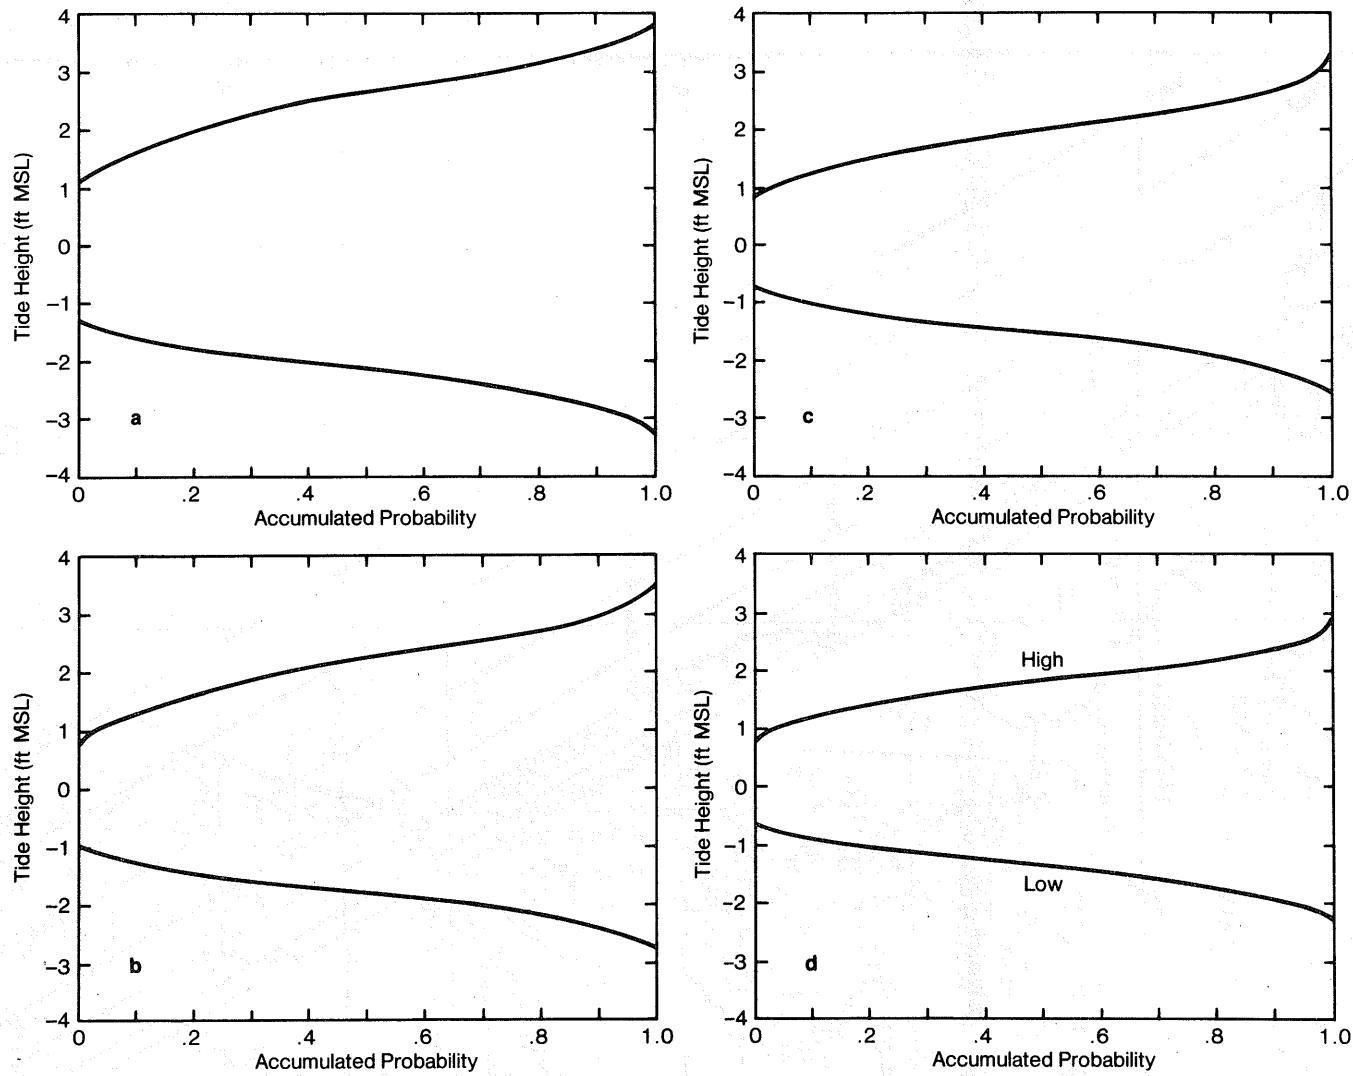 4
3
2
1
0
−1
−2
−3
−4
Tide Height (ft MSL)
a
0 .2 .4 .6 .8 1.0
Accumulated Probability
4
3
2
1
0
−1
−2
−3
−4
Tide Height (ft MSL)
c
0 .2 .4 .6 .8 1.0
Accumulated Probability
4
3
2
1
0
−1
−2
−3
−4
Tide Height (ft MSL)
b
0 .2 .4 .6 .8 1.0
Accumulated Probability
4
3
2
1
0
−1
−2
−3
−4
Tide Height (ft MSL)
High
Low
d
0 .2 .4 .6 .8 1.0
Accumulated Probability